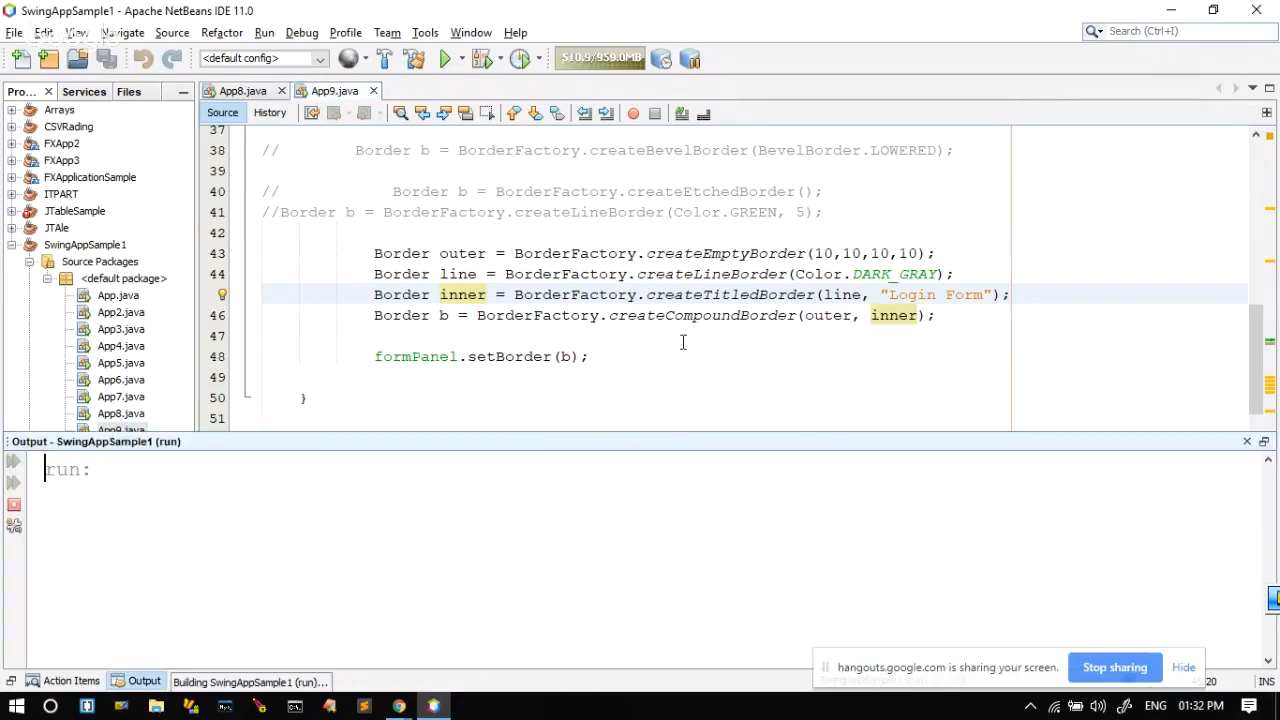 SwingAppSample1 - Apache NetBeans IDE 11.0
File Edit View Navigate Source Refactor Run Debug Profile Team Tools Window Help
Search (Ctrl+I)
<default config>
510.9/959.0MB
Pro... Services Files
App8.java App9.java
Source History
Arrays
CSVRading
FXApp2
FXApp3
FXApplicationSample
ITPART
JTableSample
JTAle
SwingAppSample1
Source Packages
<default package>
App.java
App2.java
App3.java
App4.java
App5.java
App6.java
App7.java
App8.java
App9.java
37
38 // Border b = BorderFactory.createBevelBorder(BevelBorder.LOWERED);
39
40 // Border b = BorderFactory.createEtchedBorder();
41 //Border b = BorderFactory.createLineBorder(Color.GREEN, 5);
42
43 Border outer = BorderFactory.createEmptyBorder(10,10,10,10);
44 Border line = BorderFactory.createLineBorder(Color.DARK_GRAY);
Border inner = BorderFactory.createTitledBorder(line, "Login Form");
46 Border b = BorderFactory.createCompoundBorder(outer, inner);
47
48 formPanel.setBorder(b);
49
50 }
51
Output - SwingAppSample1 (run)
run:
hangouts.google.com is sharing your screen. Stop sharing Hide
Action Items Output Building SwingAppSample1 (run)... INS
ENG 01:32 PM